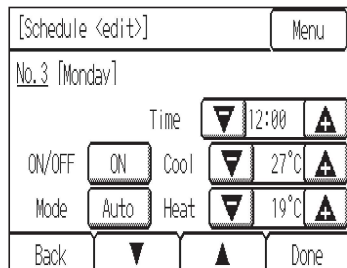 [Schedule <edit>] Menu
No.3 [Monday]
Time 12:00
ON/OFF ON Cool 27°C
Mode Auto Heat 19°C
Back Done